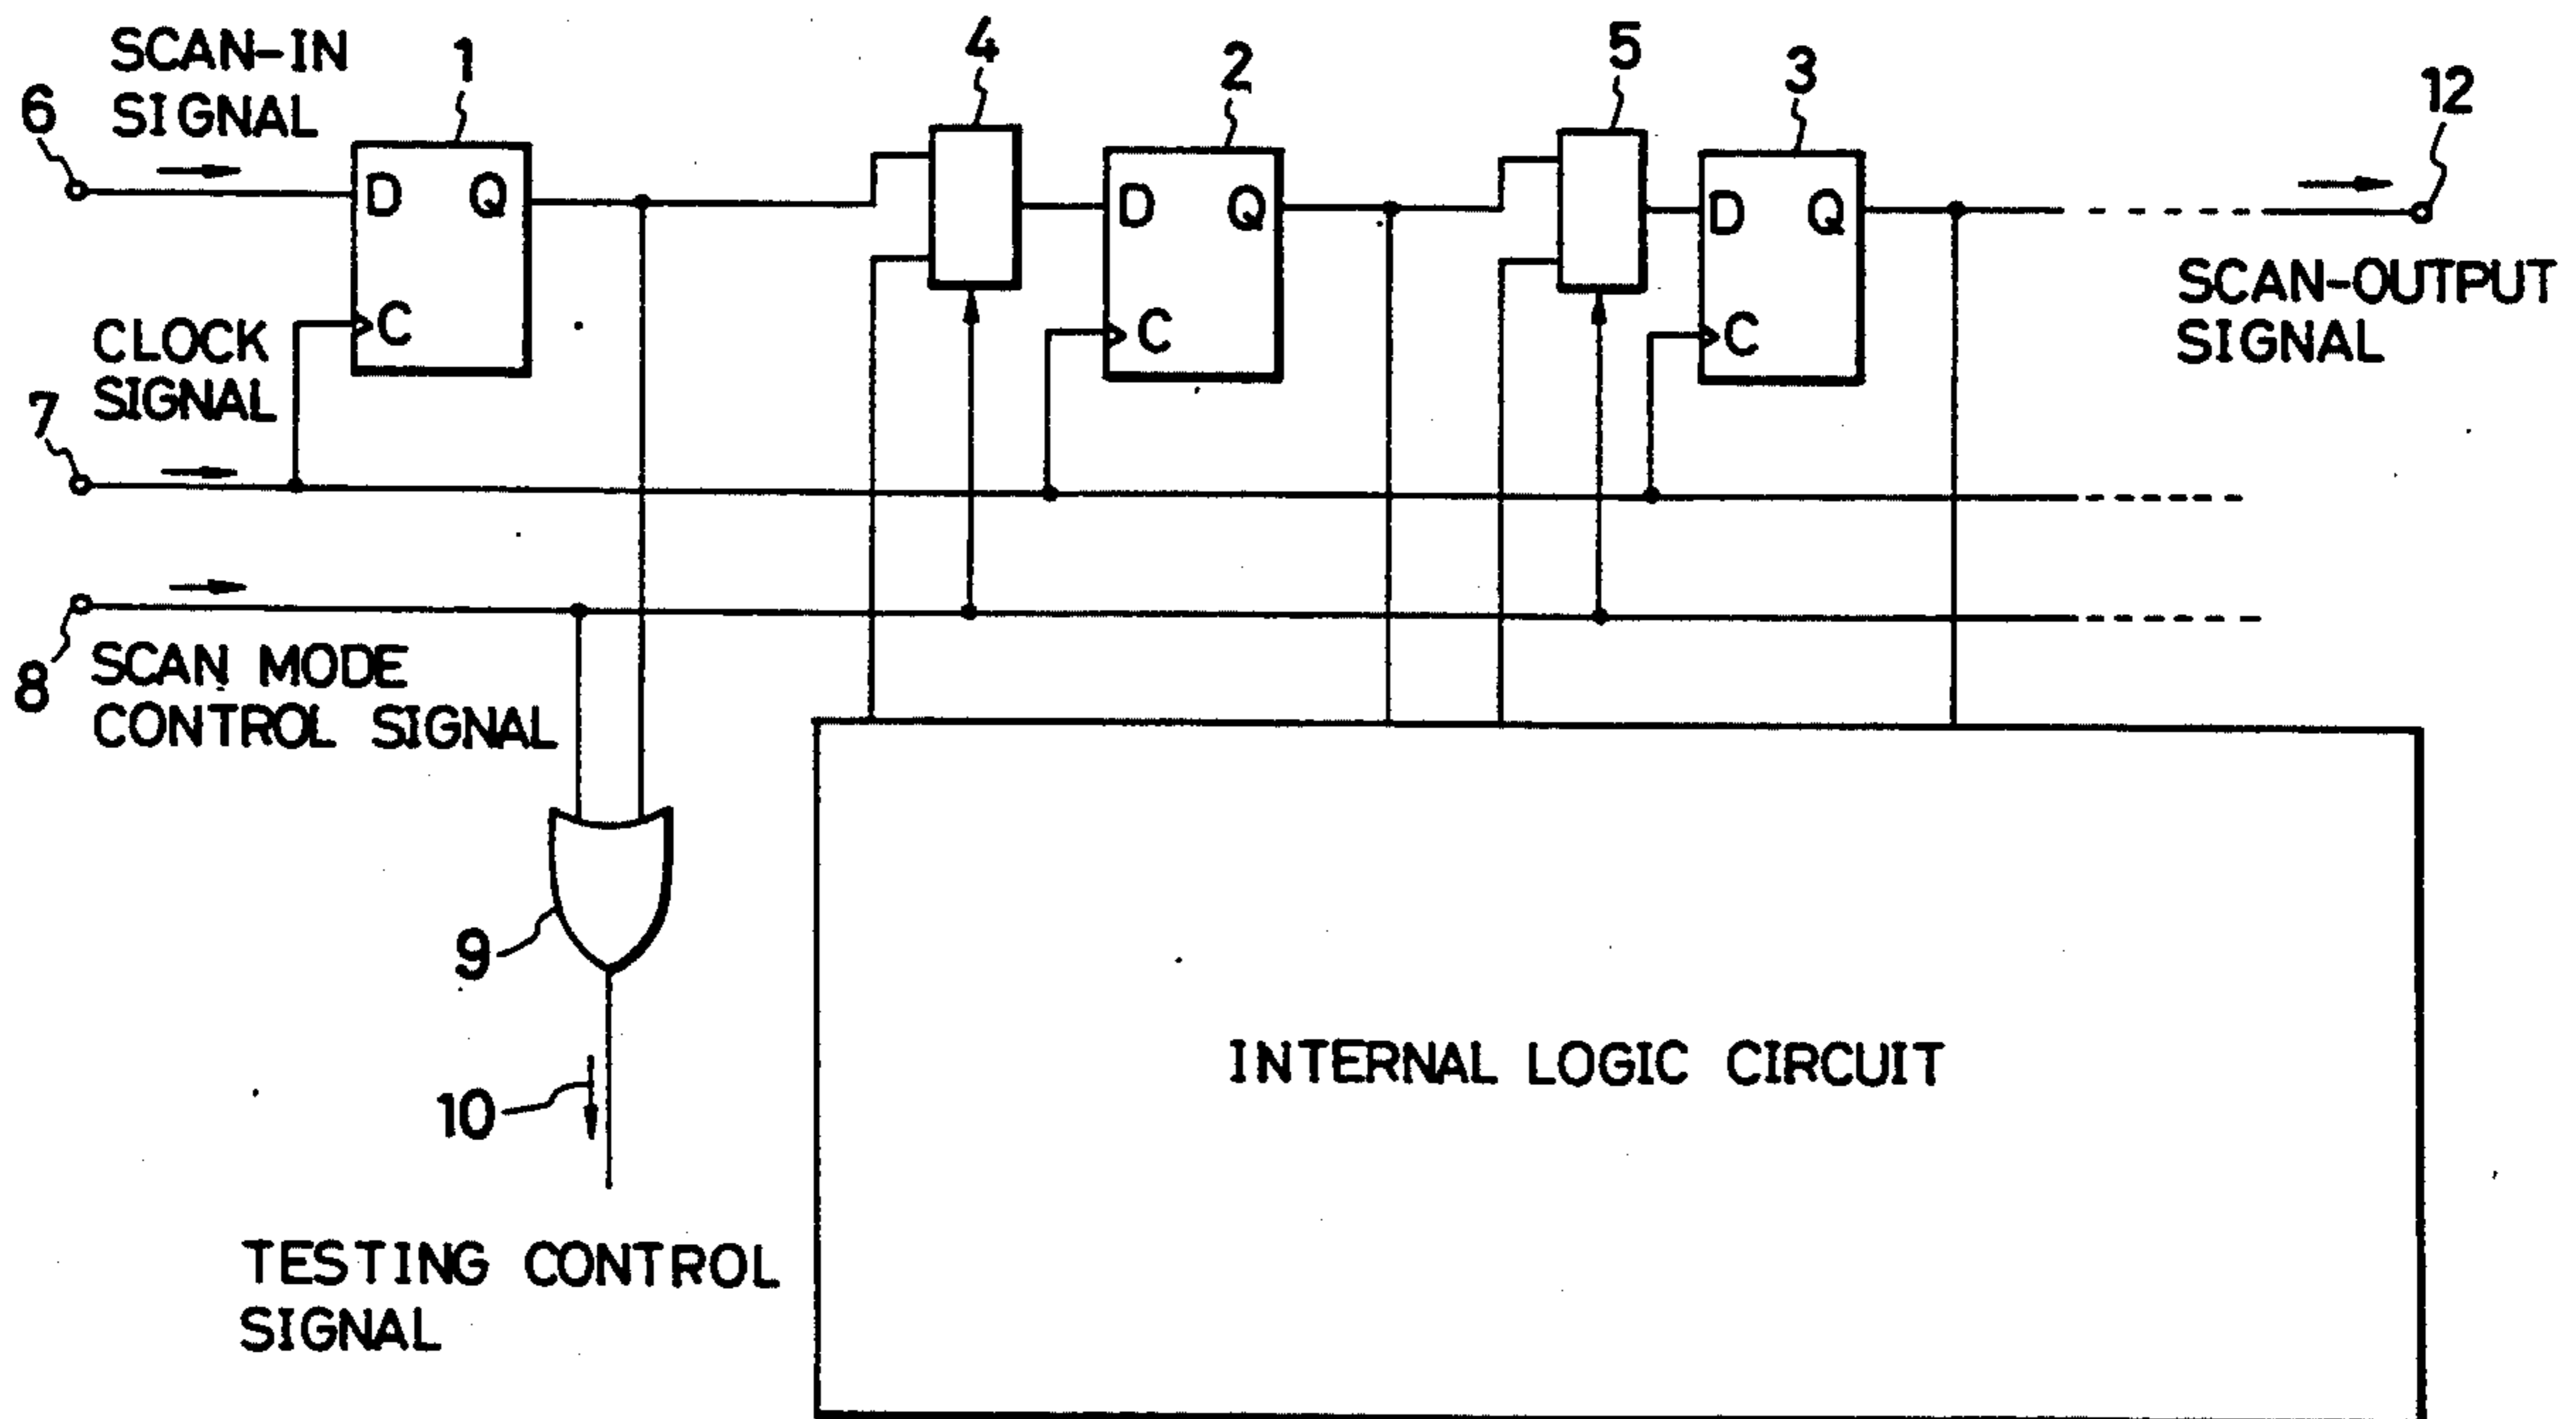 SCAN-IN
SIGNAL
6
1
4
2
5
3
12
D Q
D Q
D Q
C
C
C
SCAN-OUTPUT
SIGNAL
CLOCK
SIGNAL
7
8
SCAN MODE
CONTROL SIGNAL
9
10
INTERNAL LOGIC CIRCUIT
TESTING CONTROL
SIGNAL